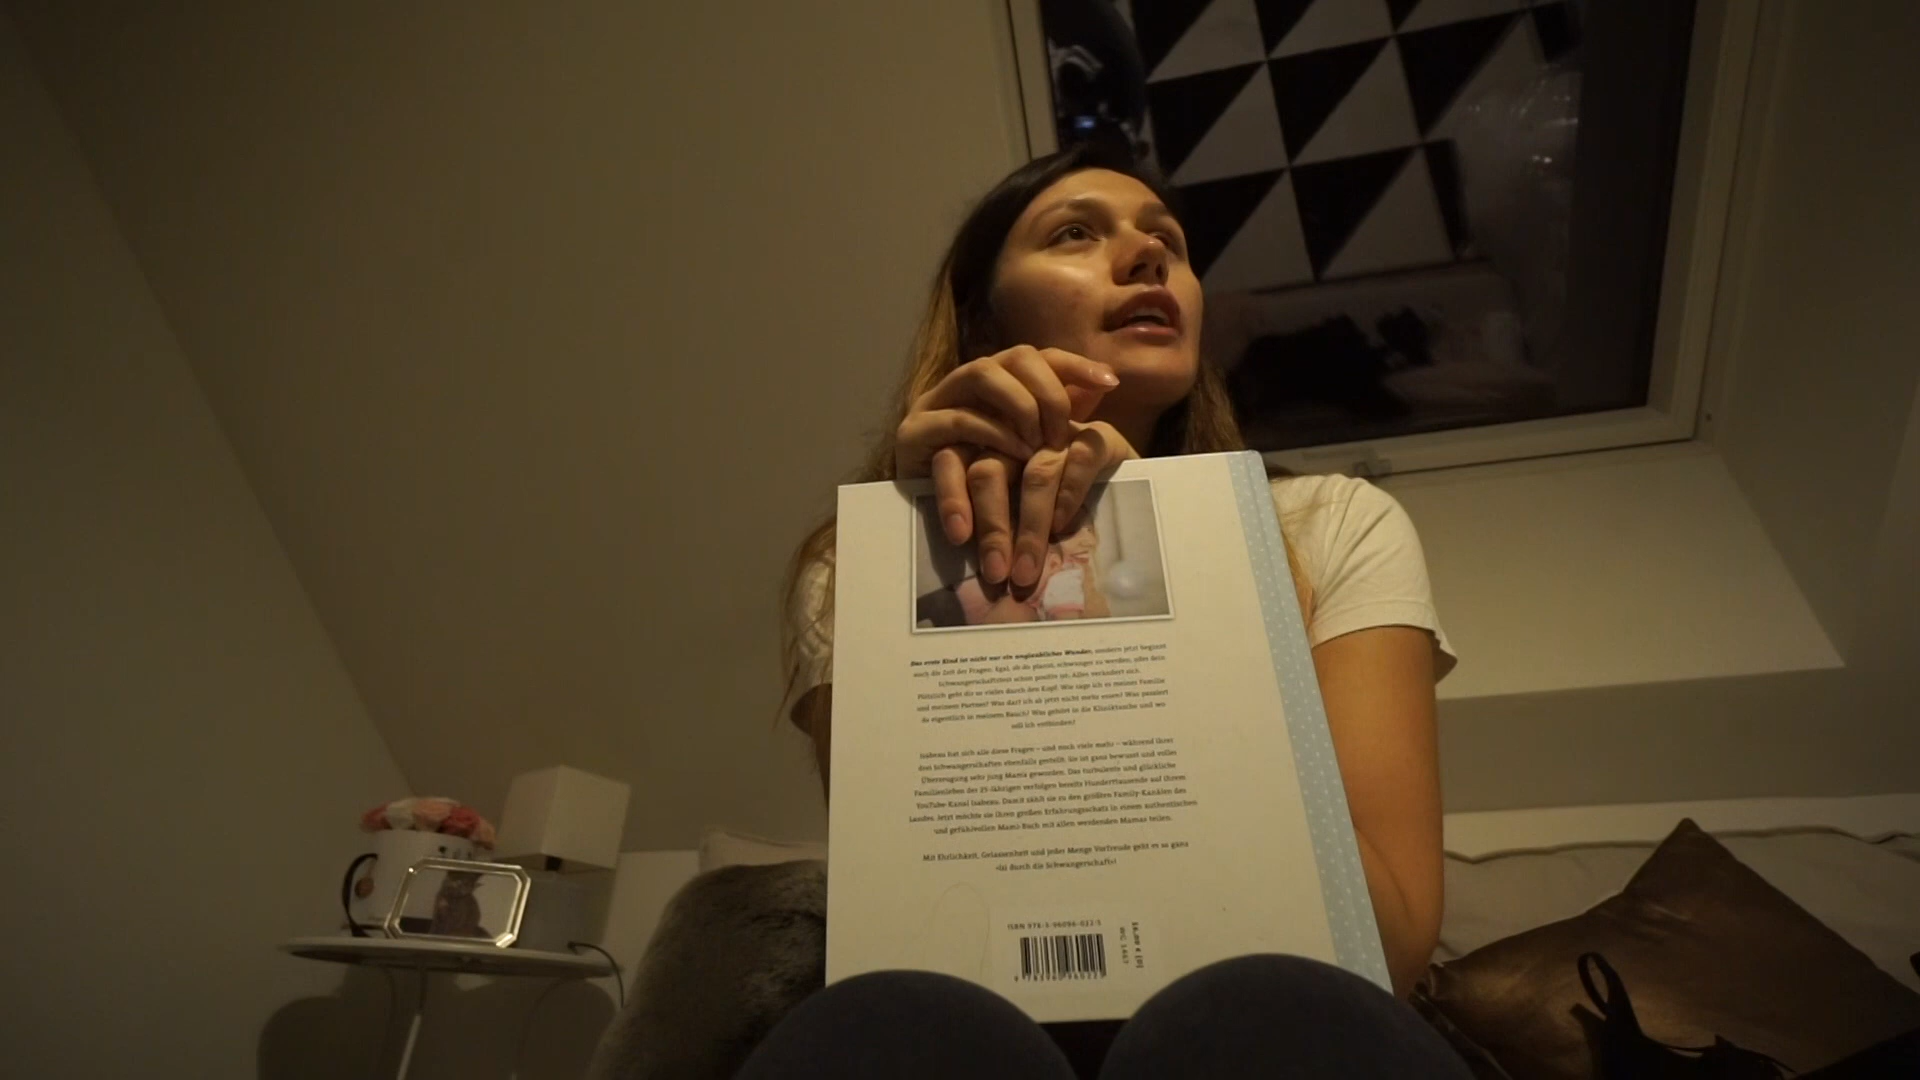 Das erste Kind ist nicht nur ein unglaubliches Wunder, sondern jetzt beginnt
auch die Zeit der Fragen: Egal, ob du planst, schwanger zu werden, oder dein
Schwangerschaftstest schon positiv ist: Alles verändert sich.
Plötzlich geht dir so vieles durch den Kopf: Wie sage ich es meiner Familie
und meinem Partner? Was darf ich ab jetzt nicht mehr essen? Was passiert
da eigentlich in meinem Bauch? Was gehört in die Kliniktasche und wo
will ich entbinden?
Isabeau hat sich alle diese Fragen – und noch viele mehr – während ihrer
drei Schwangerschaften ebenfalls gestellt. Sie ist ganz bewusst und voller
Überzeugung sehr jung Mama geworden. Das turbulente und glückliche
Familienleben der 25-Jährigen verfolgen bereits Hunderttausende auf ihrem
YouTube-Kanal Isabeau. Damit zählt sie zu den größten Family-Kanälen des
Landes. Jetzt möchte sie ihren großen Erfahrungsschatz in einem authentischen
und gefühlvollen Mama-Buch mit allen werdenden Mamas teilen.
Mit Ehrlichkeit, Gelassenheit und jeder Menge Vorfreude geht es so ganz
durch die Schwangerschaft!
ISBN 978-3-96096-022-5